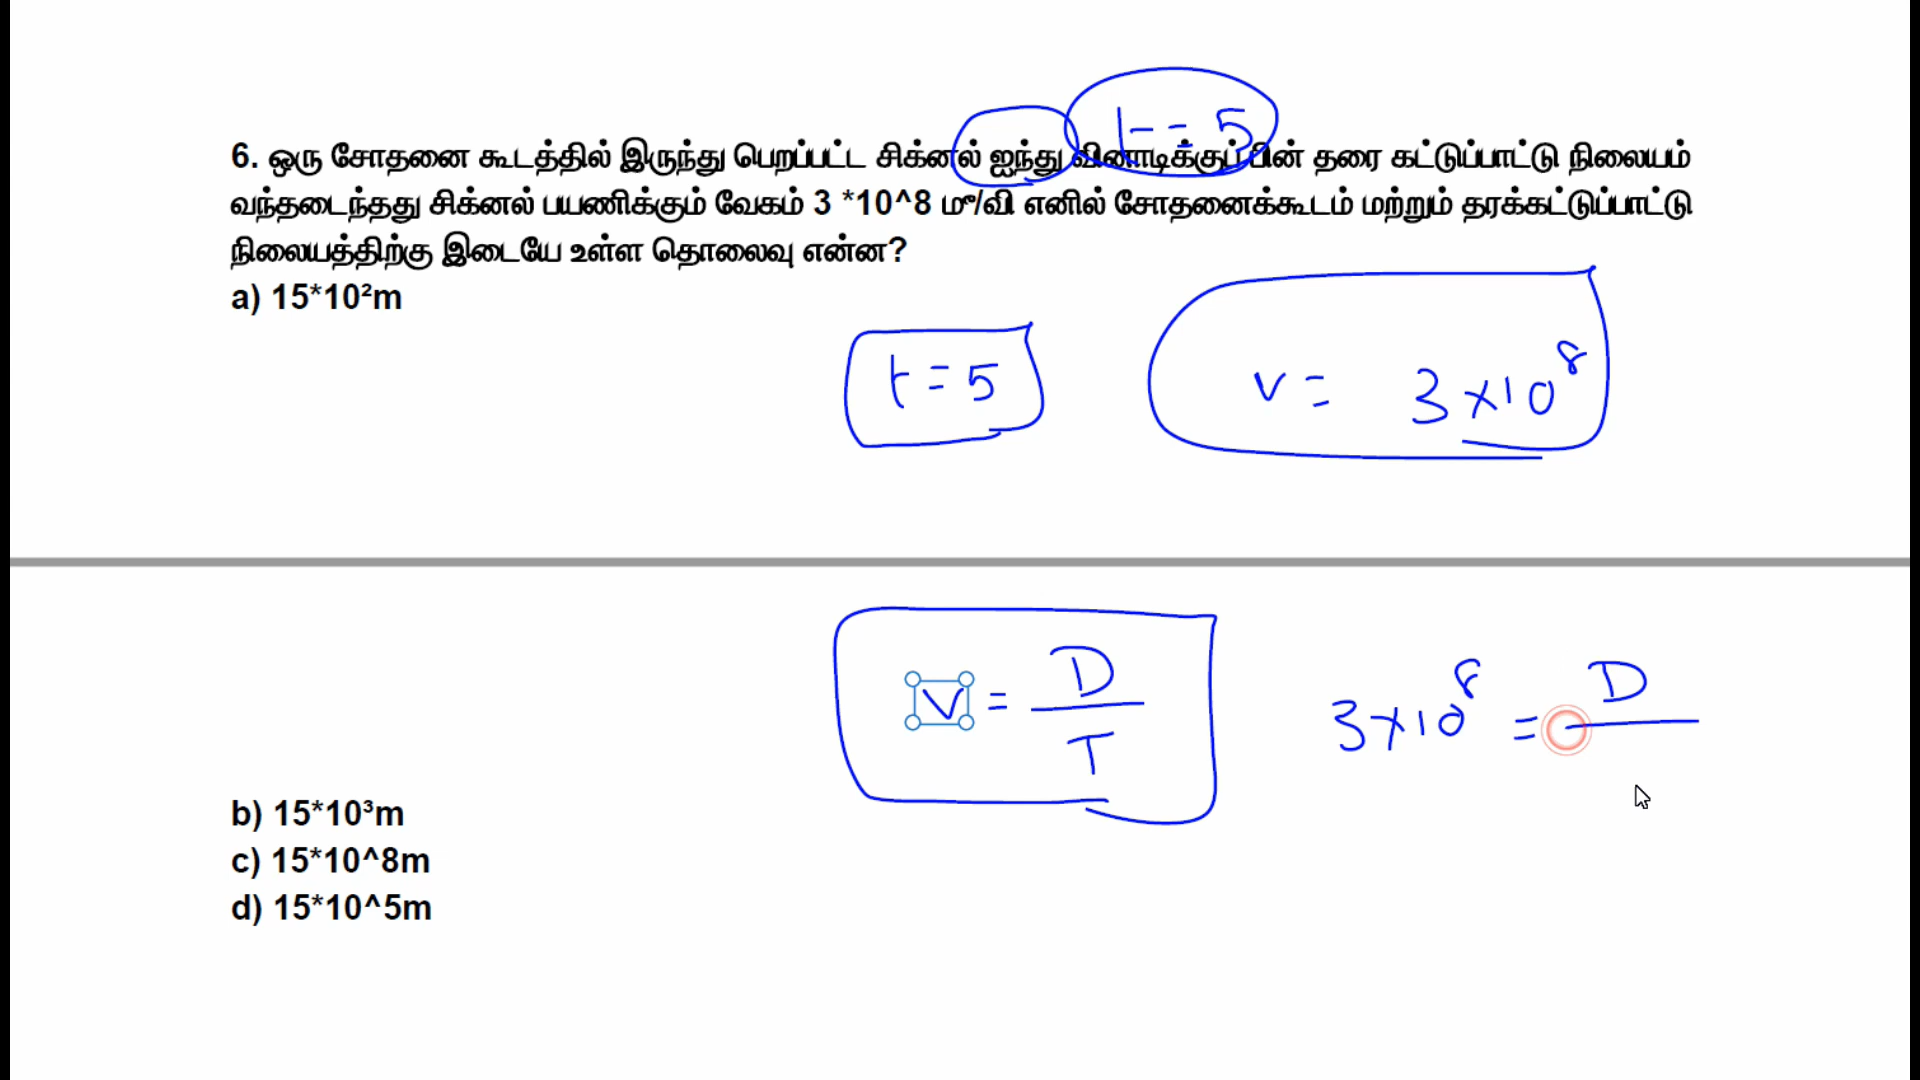 t = 5
6. ஒரு சோதனை கூடத்தில் இருந்து பெறப்பட்ட சிக்னல் ஐந்து வினாடிக்குப் பின் தரை கட்டுப்பாட்டு நிலையம்
வந்தடைந்தது சிக்னல் பயணிக்கும் வேகம் 3 *10^8 மீ/வி எனில் சோதனைக்கூடம் மற்றும் தரக்கட்டுப்பாட்டு
நிலையத்திற்கு இடையே உள்ள தொலைவு என்ன?
a) 15*10²m
t = 5
v = 3×10⁸
V = D/T
3×10⁸ = D
b) 15*10³m
c) 15*10^8m
d) 15*10^5m